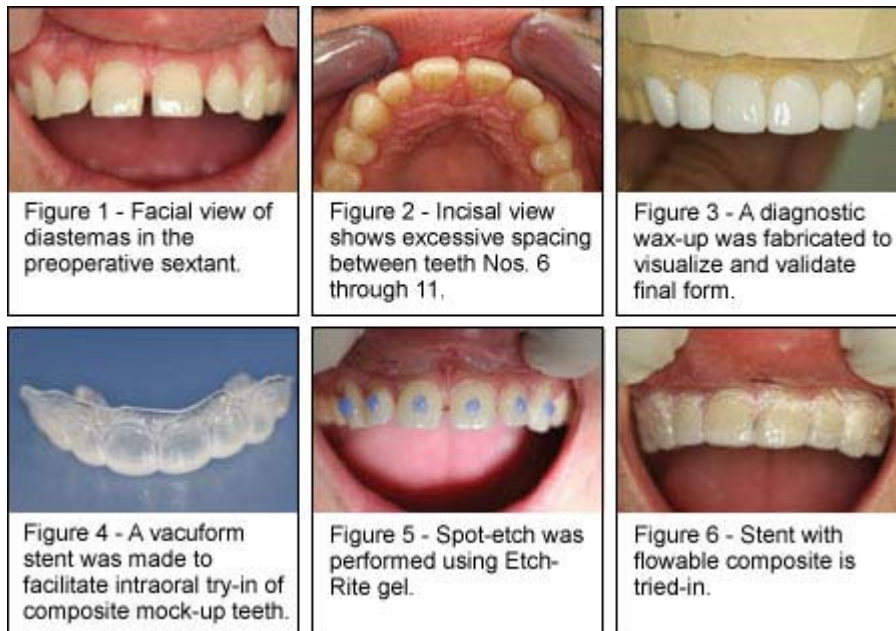 Figure 1 - Facial view of
diastemas in the
preoperative sextant.
Figure 2 - Incisal view
shows excessive spacing
between teeth Nos. 6
through 11.
Figure 3 - A diagnostic
wax-up was fabricated to
visualize and validate
final form.
Figure 4 - A vacuform
stent was made to
facilitate intraoral try-in of
composite mock-up teeth.
Figure 5 - Spot-etch was
performed using Etch-
Rite gel.
Figure 6 - Stent with
flowable composite is
tried-in.